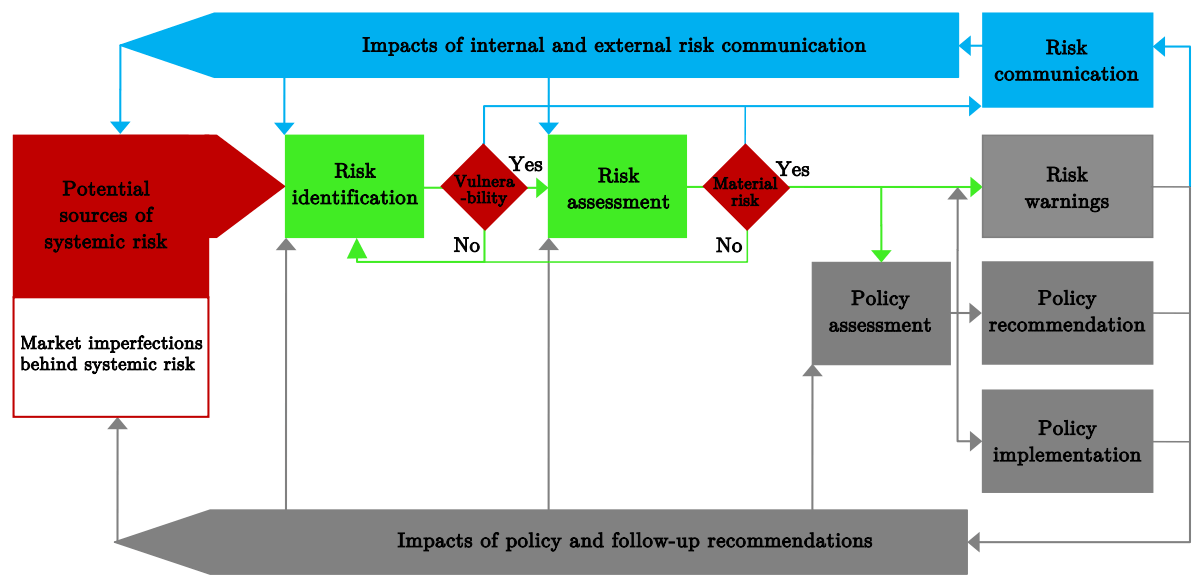 Impacts of internal and external risk communication
Risk
communication
Potential
sources of
systemic risk
Risk
identification
Vulnera
-bility
Yes
No
Risk
assessment
Material
risk
Yes
No
Risk
warnings
Policy
assessment
Policy
recommendation
Market imperfections
behind systemic risk
Policy
implementation
Impacts of policy and follow-up recommendations